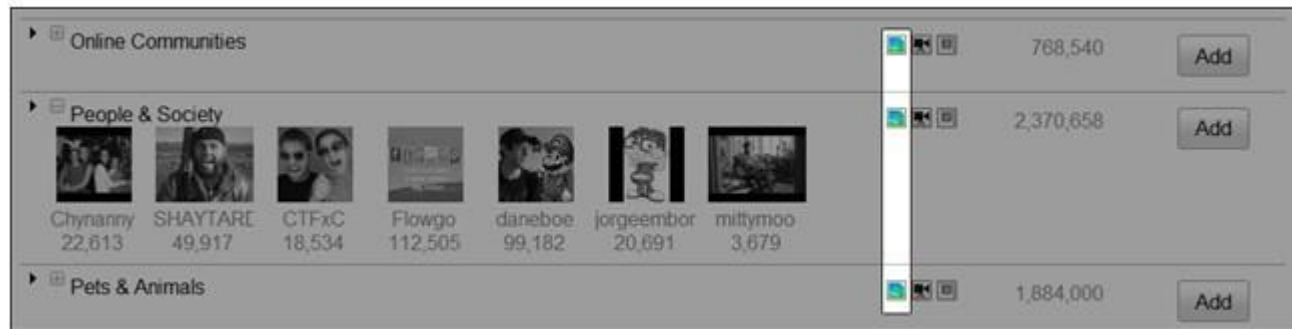 Online Communities 768,540 Add
People & Society 2,370,658 Add
Chynanny SHAYTARD CTFxC Flowgo daneboe jorgeembor mittymoo
22,613 49,917 18,534 112,505 99,182 20,691 3,679
Pets & Animals 1,884,000 Add